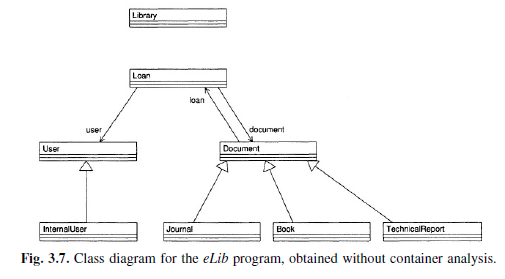 Library
Loan
loan
user
document
User
Document
InternalUser
Journal
Book
TechnicalReport
Fig. 3.7. Class diagram for the eLib program, obtained without container analysis.